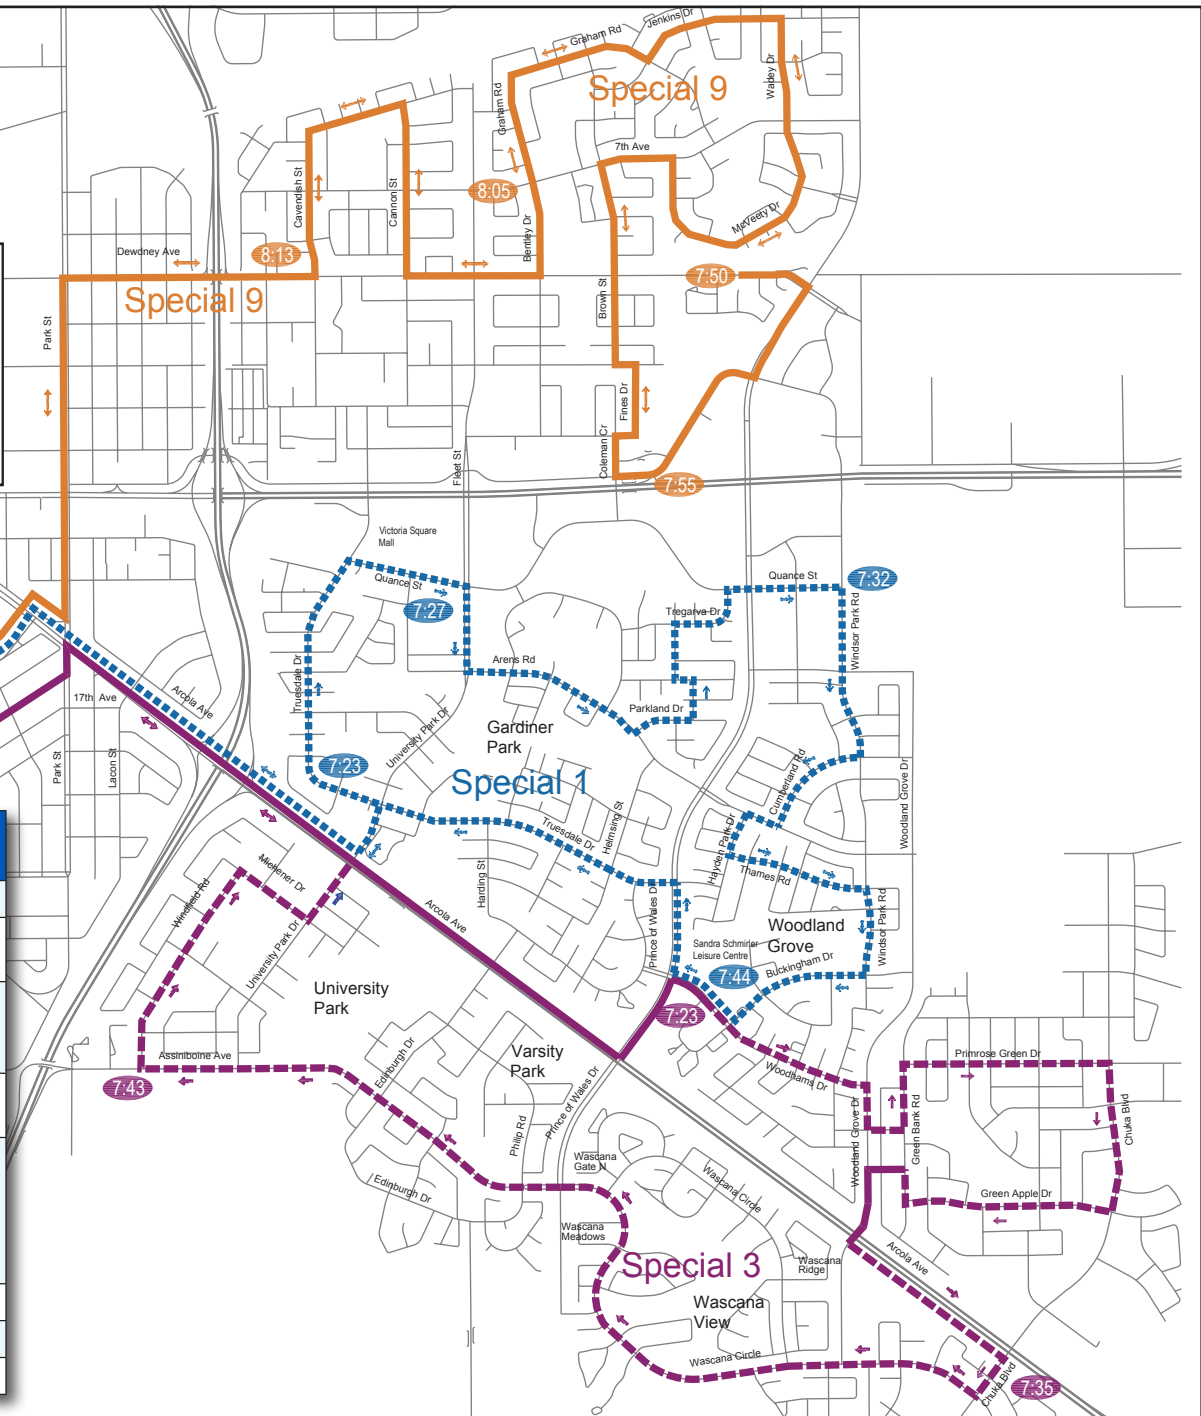 Jenkins Dr
Graham Rd
Special 9
Wadey Dr
Graham Rd
7th Ave
Cavendish St
Cannon St
8:05
McVeety Dr
Bentley Dr
Dewdney Ave
8:13
7:50
Special 9
Brown St
Park St
Fines Dr
Coleman Cr
Fleet St
7:55
Victoria Square
Mall
Quance St
7:27
Quance St
7:32
Tregarva Dr
Windsor Park Rd
Arens Rd
Truesdale Dr
17th Ave
Arcola Ave
Parkland Dr
University Park Dr
Gardiner
Park
Park St
Lacon St
7:23
Special 1
Cumberland Rd
Woodland Grove Dr
Helmsing St
Truesdale Dr
Hayden Park Dr
Thames Rd
Michener Dr
Windfield Rd
Harding St
Arcola Ave
Prince of Wales Dr
University Park Dr
Woodland
Grove
Windsor Park Rd
Sandra Schmirler
Leisure Centre
Buckingham Dr
7:44
University
Park
7:23
Varsity
Park
Assiniboine Ave
Edinburgh Dr
7:43
Woodhams Dr
Primrose Green Dr
Prince of Wales Dr
Philip Rd
Woodland Grove Dr
Green Bank Rd
Chuka Blvd
Wascana
Gate N
Wascana Circle
Edinburgh Dr
Green Apple Dr
Wascana
Meadows
Arcola Ave
Wascana
Ridge
Special 3
Wascana
View
Wascana Circle
Chuka Blvd
7:35